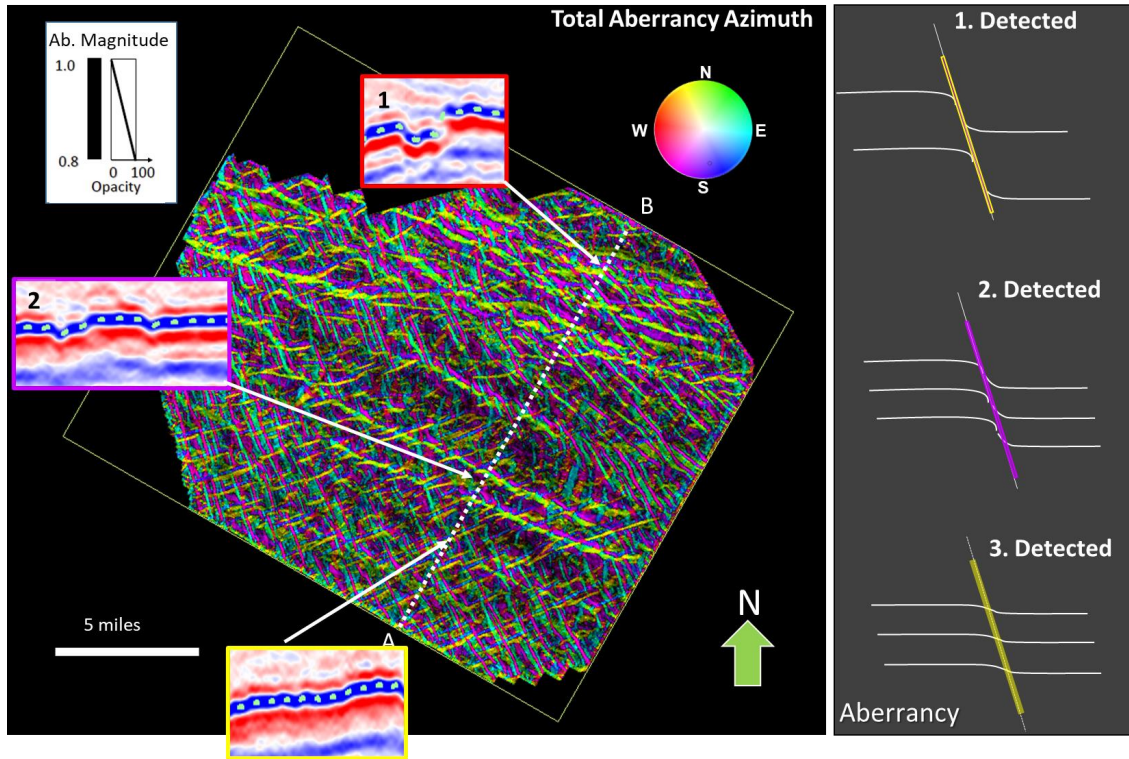 Total Aberrancy Azimuth
Ab. Magnitude
1.0
0.8
0 100
Opacity
1
N
W E
S
B
2
5 miles
A
N
1. Detected
2. Detected
3. Detected
Aberrancy